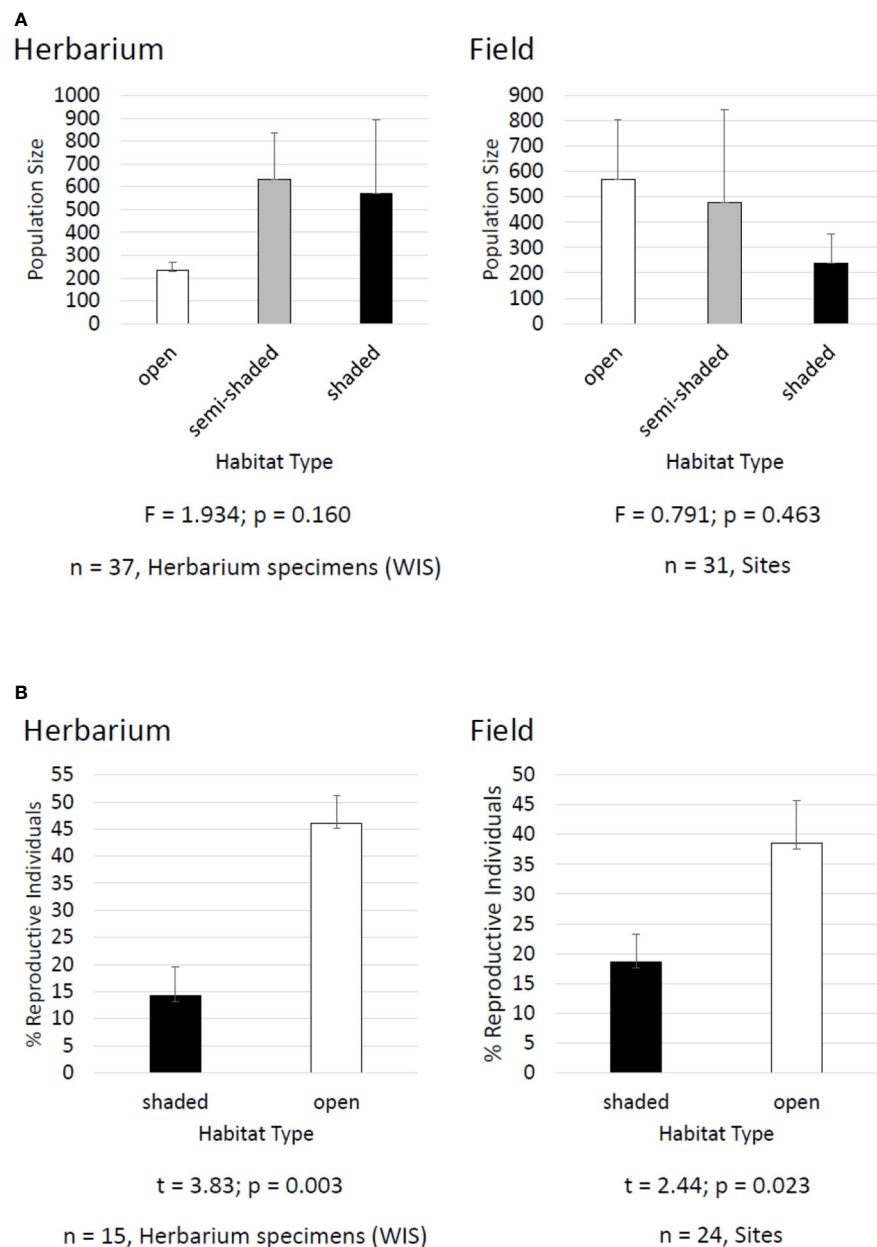 A
Herbarium
Population Size
1000
900
800
700
600
500
400
300
200
100
0
open
semi-shaded
shaded
Habitat Type
F = 1.934; p = 0.160
n = 37, Herbarium specimens (WIS)
Field
Population Size
900
800
700
600
500
400
300
200
100
0
open
semi-shaded
shaded
Habitat Type
F = 0.791; p = 0.463
n = 31, Sites
B
Herbarium
% Reproductive Individuals
55
50
45
40
35
30
25
20
15
10
5
0
shaded
open
Habitat Type
t = 3.83; p = 0.003
n = 15, Herbarium specimens (WIS)
Field
% Reproductive Individuals
50
45
40
35
30
25
20
15
10
5
0
shaded
open
Habitat Type
t = 2.44; p = 0.023
n = 24, Sites